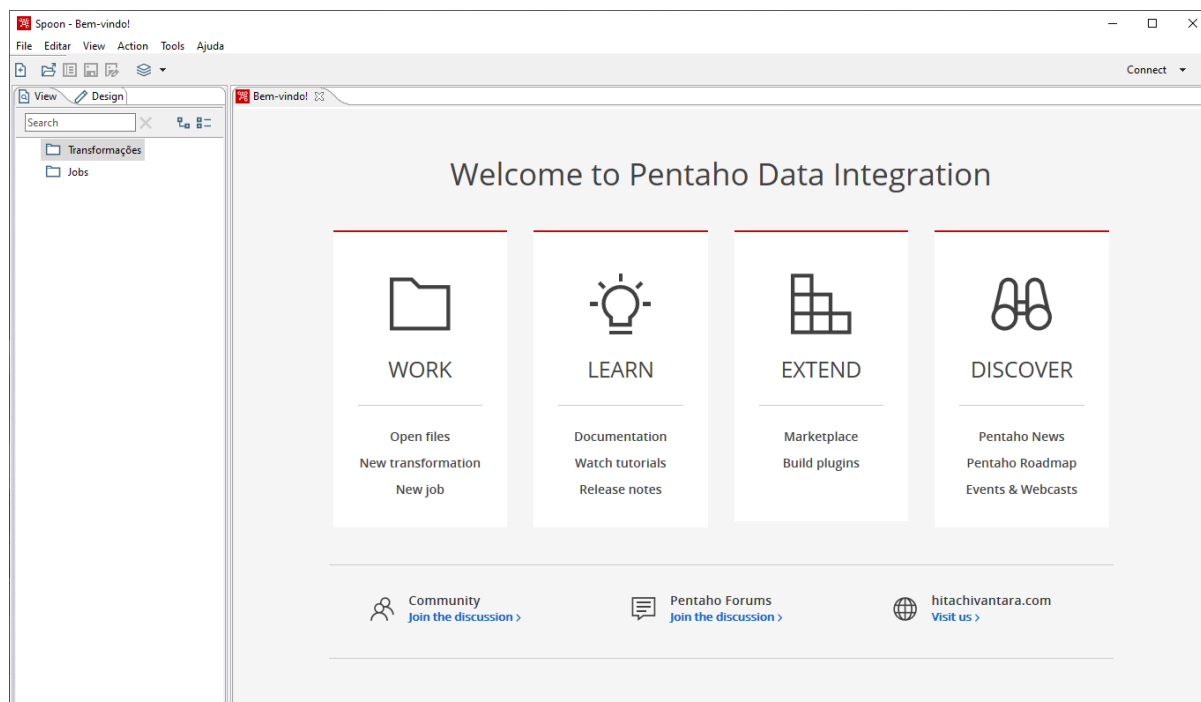 Spoon - Bem-vindo!
File Editar View Action Tools Ajuda
Connect
View Design
Bem-vindo!
Search
Transformações
Jobs
Welcome to Pentaho Data Integration
WORK
Open files
New transformation
New job
LEARN
Documentation
Watch tutorials
Release notes
EXTEND
Marketplace
Build plugins
DISCOVER
Pentaho News
Pentaho Roadmap
Events & Webcasts
Community
Join the discussion >
Pentaho Forums
Join the discussion >
hitachivantara.com
Visit us >